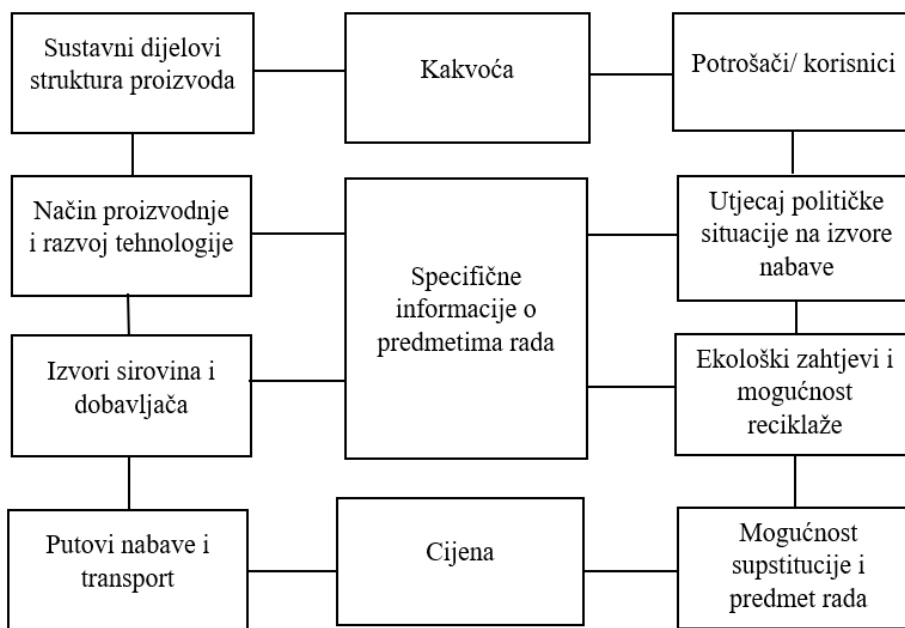 Sustavni dijelovi
struktura proizvoda
Kakvoća
Potrošači/ korisnici
Način proizvodnje
i razvoj tehnologije
Specifične
informacije o
predmetima rada
Utjecaj političke
situacije na izvore
nabave
Izvori sirovina i
dobavljača
Ekološki zahtjevi i
mogućnost
reciklaže
Putovi nabave i
transport
Cijena
Mogućnost
supstitucije i
predmet rada